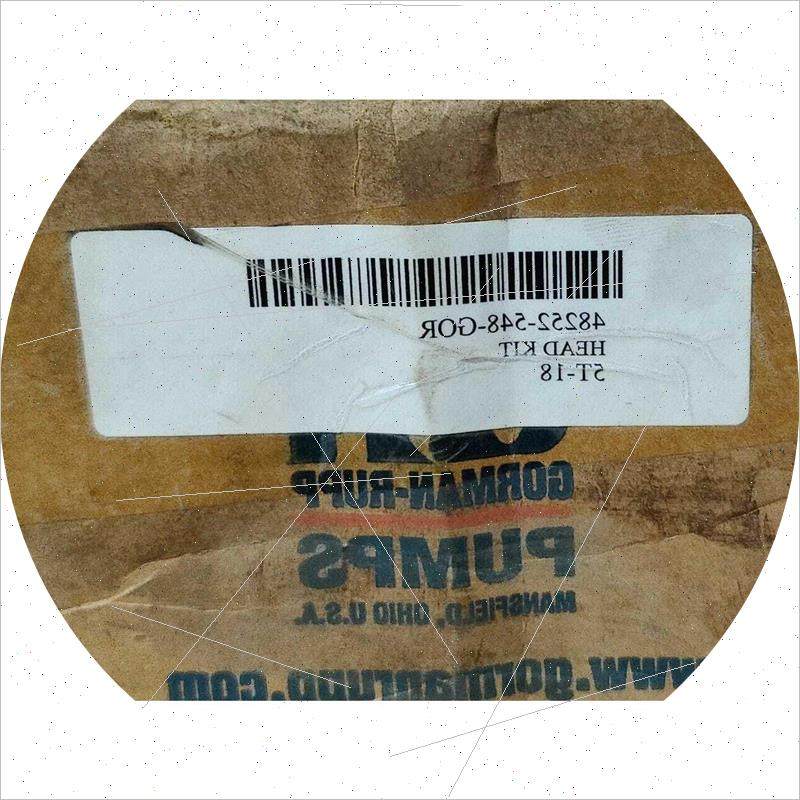 48252-548-GOR
HEAD KIT
5T-18
GORMAN-RUPP
PUMPS
MANSFIELD, OHIO U.S.A.
www.gormanrupp.com